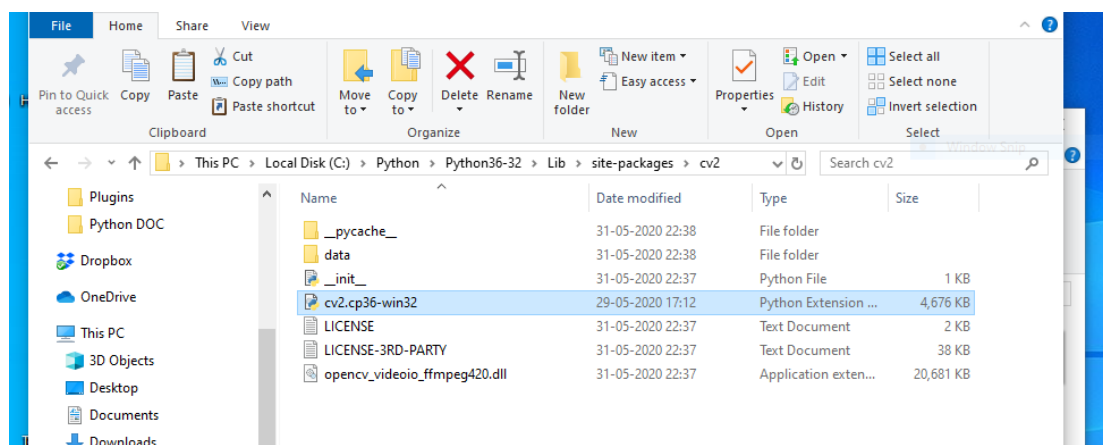 File Home Share View
Pin to Quick access
Copy
Paste
Cut
Copy path
Paste shortcut
Clipboard
Move to
Copy to
Delete
Rename
Organize
New folder
New item
Easy access
New
Properties
Open
Edit
History
Open
Select all
Select none
Invert selection
Select
Window Snip
This PC > Local Disk (C:) > Python > Python36-32 > Lib > site-packages > cv2
Search cv2
Plugins
Python DOC
Dropbox
OneDrive
This PC
3D Objects
Desktop
Documents
Downloads
Name Date modified Type Size
__pycache__ 31-05-2020 22:38 File folder
data 31-05-2020 22:38 File folder
__init__ 31-05-2020 22:37 Python File 1 KB
cv2.cp36-win32 29-05-2020 17:12 Python Extension ... 4,676 KB
LICENSE 31-05-2020 22:37 Text Document 2 KB
LICENSE-3RD-PARTY 31-05-2020 22:37 Text Document 38 KB
opencv_videoio_ffmpeg420.dll 31-05-2020 22:37 Application exten... 20,681 KB